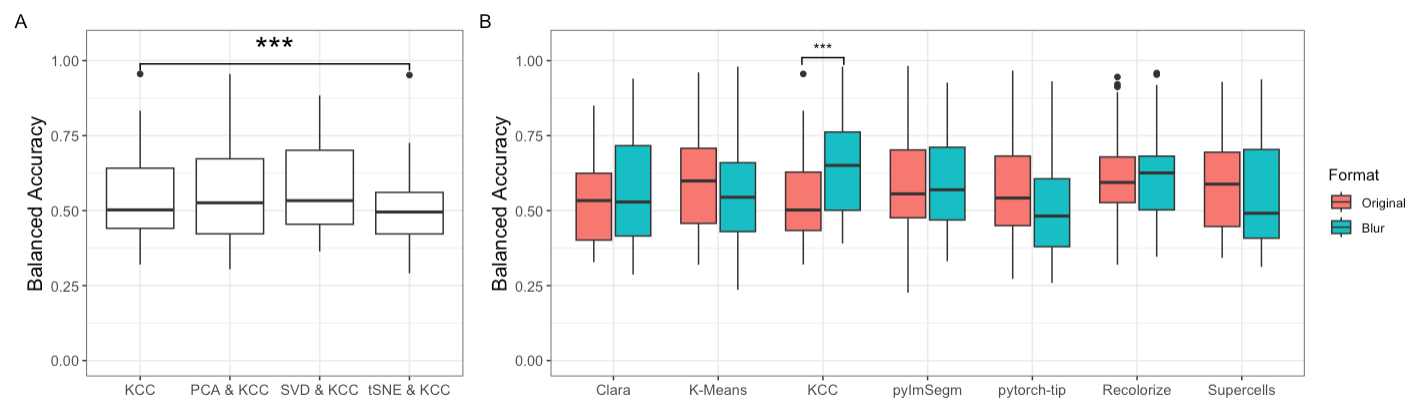 A
Balanced Accuracy
1.00
0.75
0.50
0.25
0.00
***
KCC
PCA & KCC
SVD & KCC
tSNE & KCC
B
Balanced Accuracy
1.00
0.75
0.50
0.25
0.00
***
Clara
K-Means
KCC
pyImSegm
pytorch-tip
Recolorize
Supercells
Format
Original
Blur